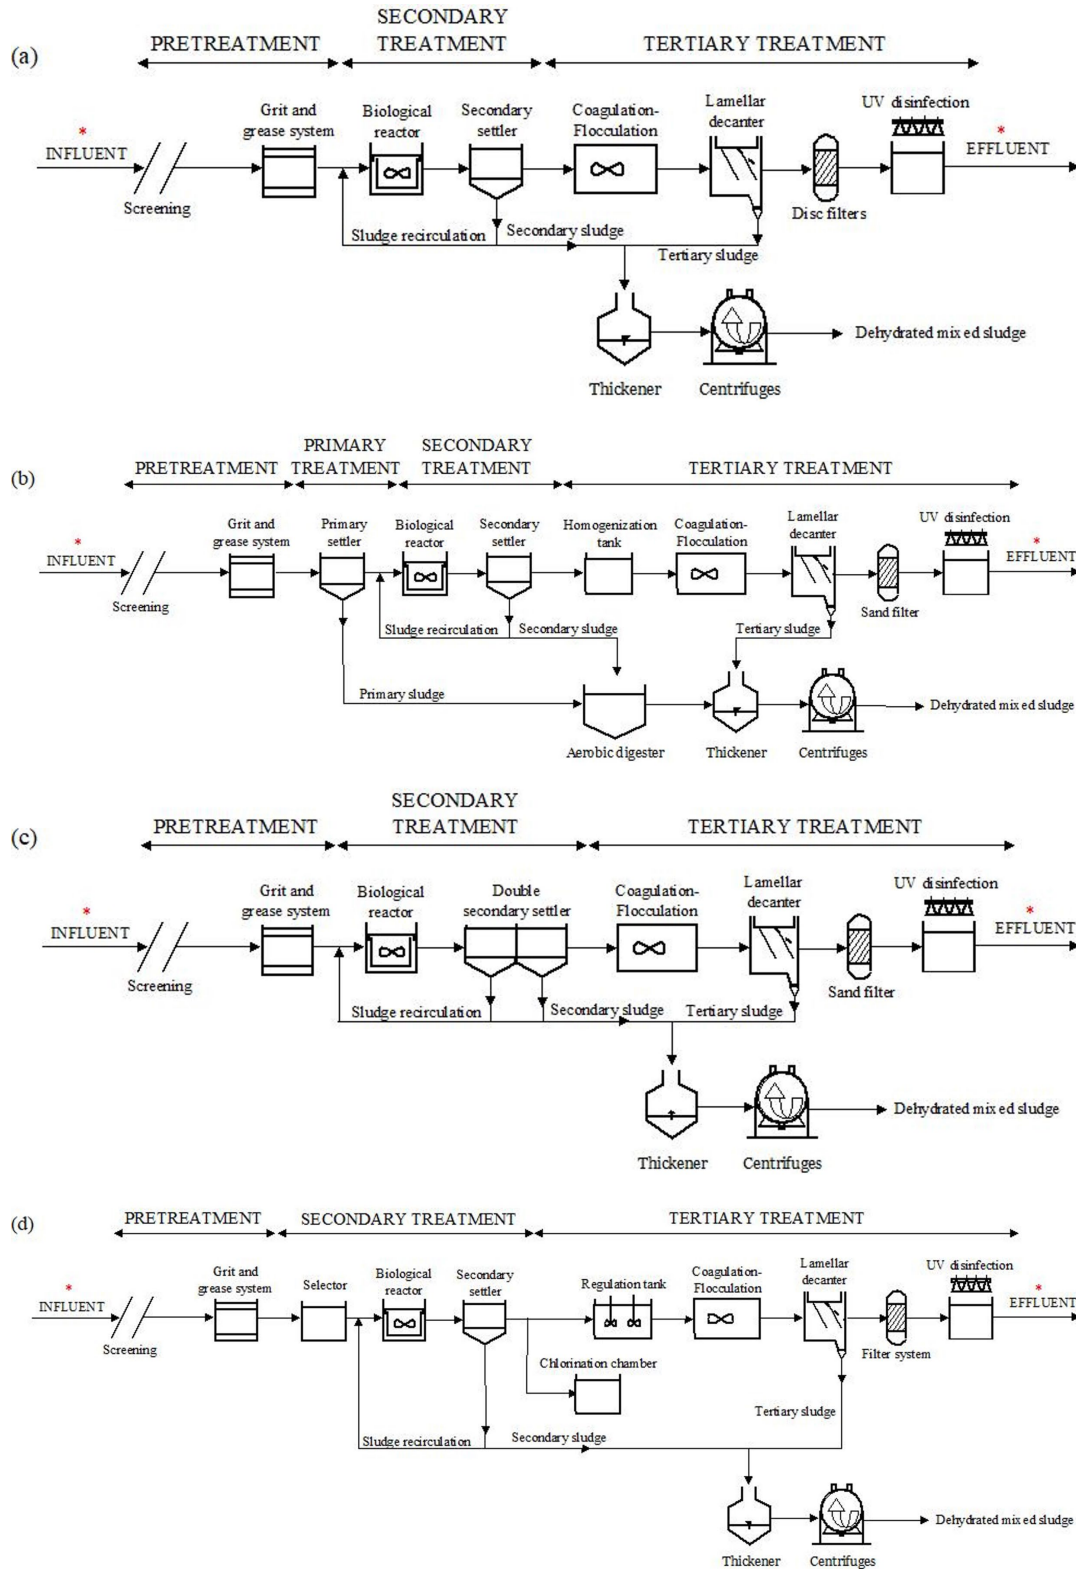 (a)
PRETREATMENT
SECONDARY
TREATMENT
TERTIARY TREATMENT
*
INFLUENT
Screening
Grit and
grease system
Biological
reactor
Secondary
settler
Coagulation-
Flocculation
Lamellar
decanter
Disc filters
UV disinfection
*
EFFLUENT
Sludge recirculation
Secondary sludge
Tertiary sludge
Thickener
Centrifuges
Dehydrated mixed sludge
(b)
PRETREATMENT
PRIMARY
TREATMENT
SECONDARY
TREATMENT
TERTIARY TREATMENT
*
INFLUENT
Screening
Grit and
grease system
Primary
settler
Biological
reactor
Secondary
settler
Homogenization
tank
Coagulation-
Flocculation
Lamellar
decanter
Sand filter
UV disinfection
*
EFFLUENT
Sludge recirculation
Secondary sludge
Tertiary sludge
Primary sludge
Aerobic digester
Thickener
Centrifuges
Dehydrated mixed sludge
(c)
PRETREATMENT
SECONDARY
TREATMENT
TERTIARY TREATMENT
*
INFLUENT
Screening
Grit and
grease system
Biological
reactor
Double
secondary settler
Coagulation-
Flocculation
Lamellar
decanter
Sand filter
UV disinfection
*
EFFLUENT
Sludge recirculation
Secondary sludge
Tertiary sludge
Thickener
Centrifuges
Dehydrated mixed sludge
(d)
PRETREATMENT
SECONDARY TREATMENT
TERTIARY TREATMENT
*
INFLUENT
Screening
Grit and
grease system
Selector
Biological
reactor
Secondary
settler
Regulation tank
Coagulation-
Flocculation
Lamellar
decanter
Filter system
UV disinfection
*
EFFLUENT
Chlorination chamber
Sludge recirculation
Secondary sludge
Tertiary sludge
Thickener
Centrifuges
Dehydrated mixed sludge